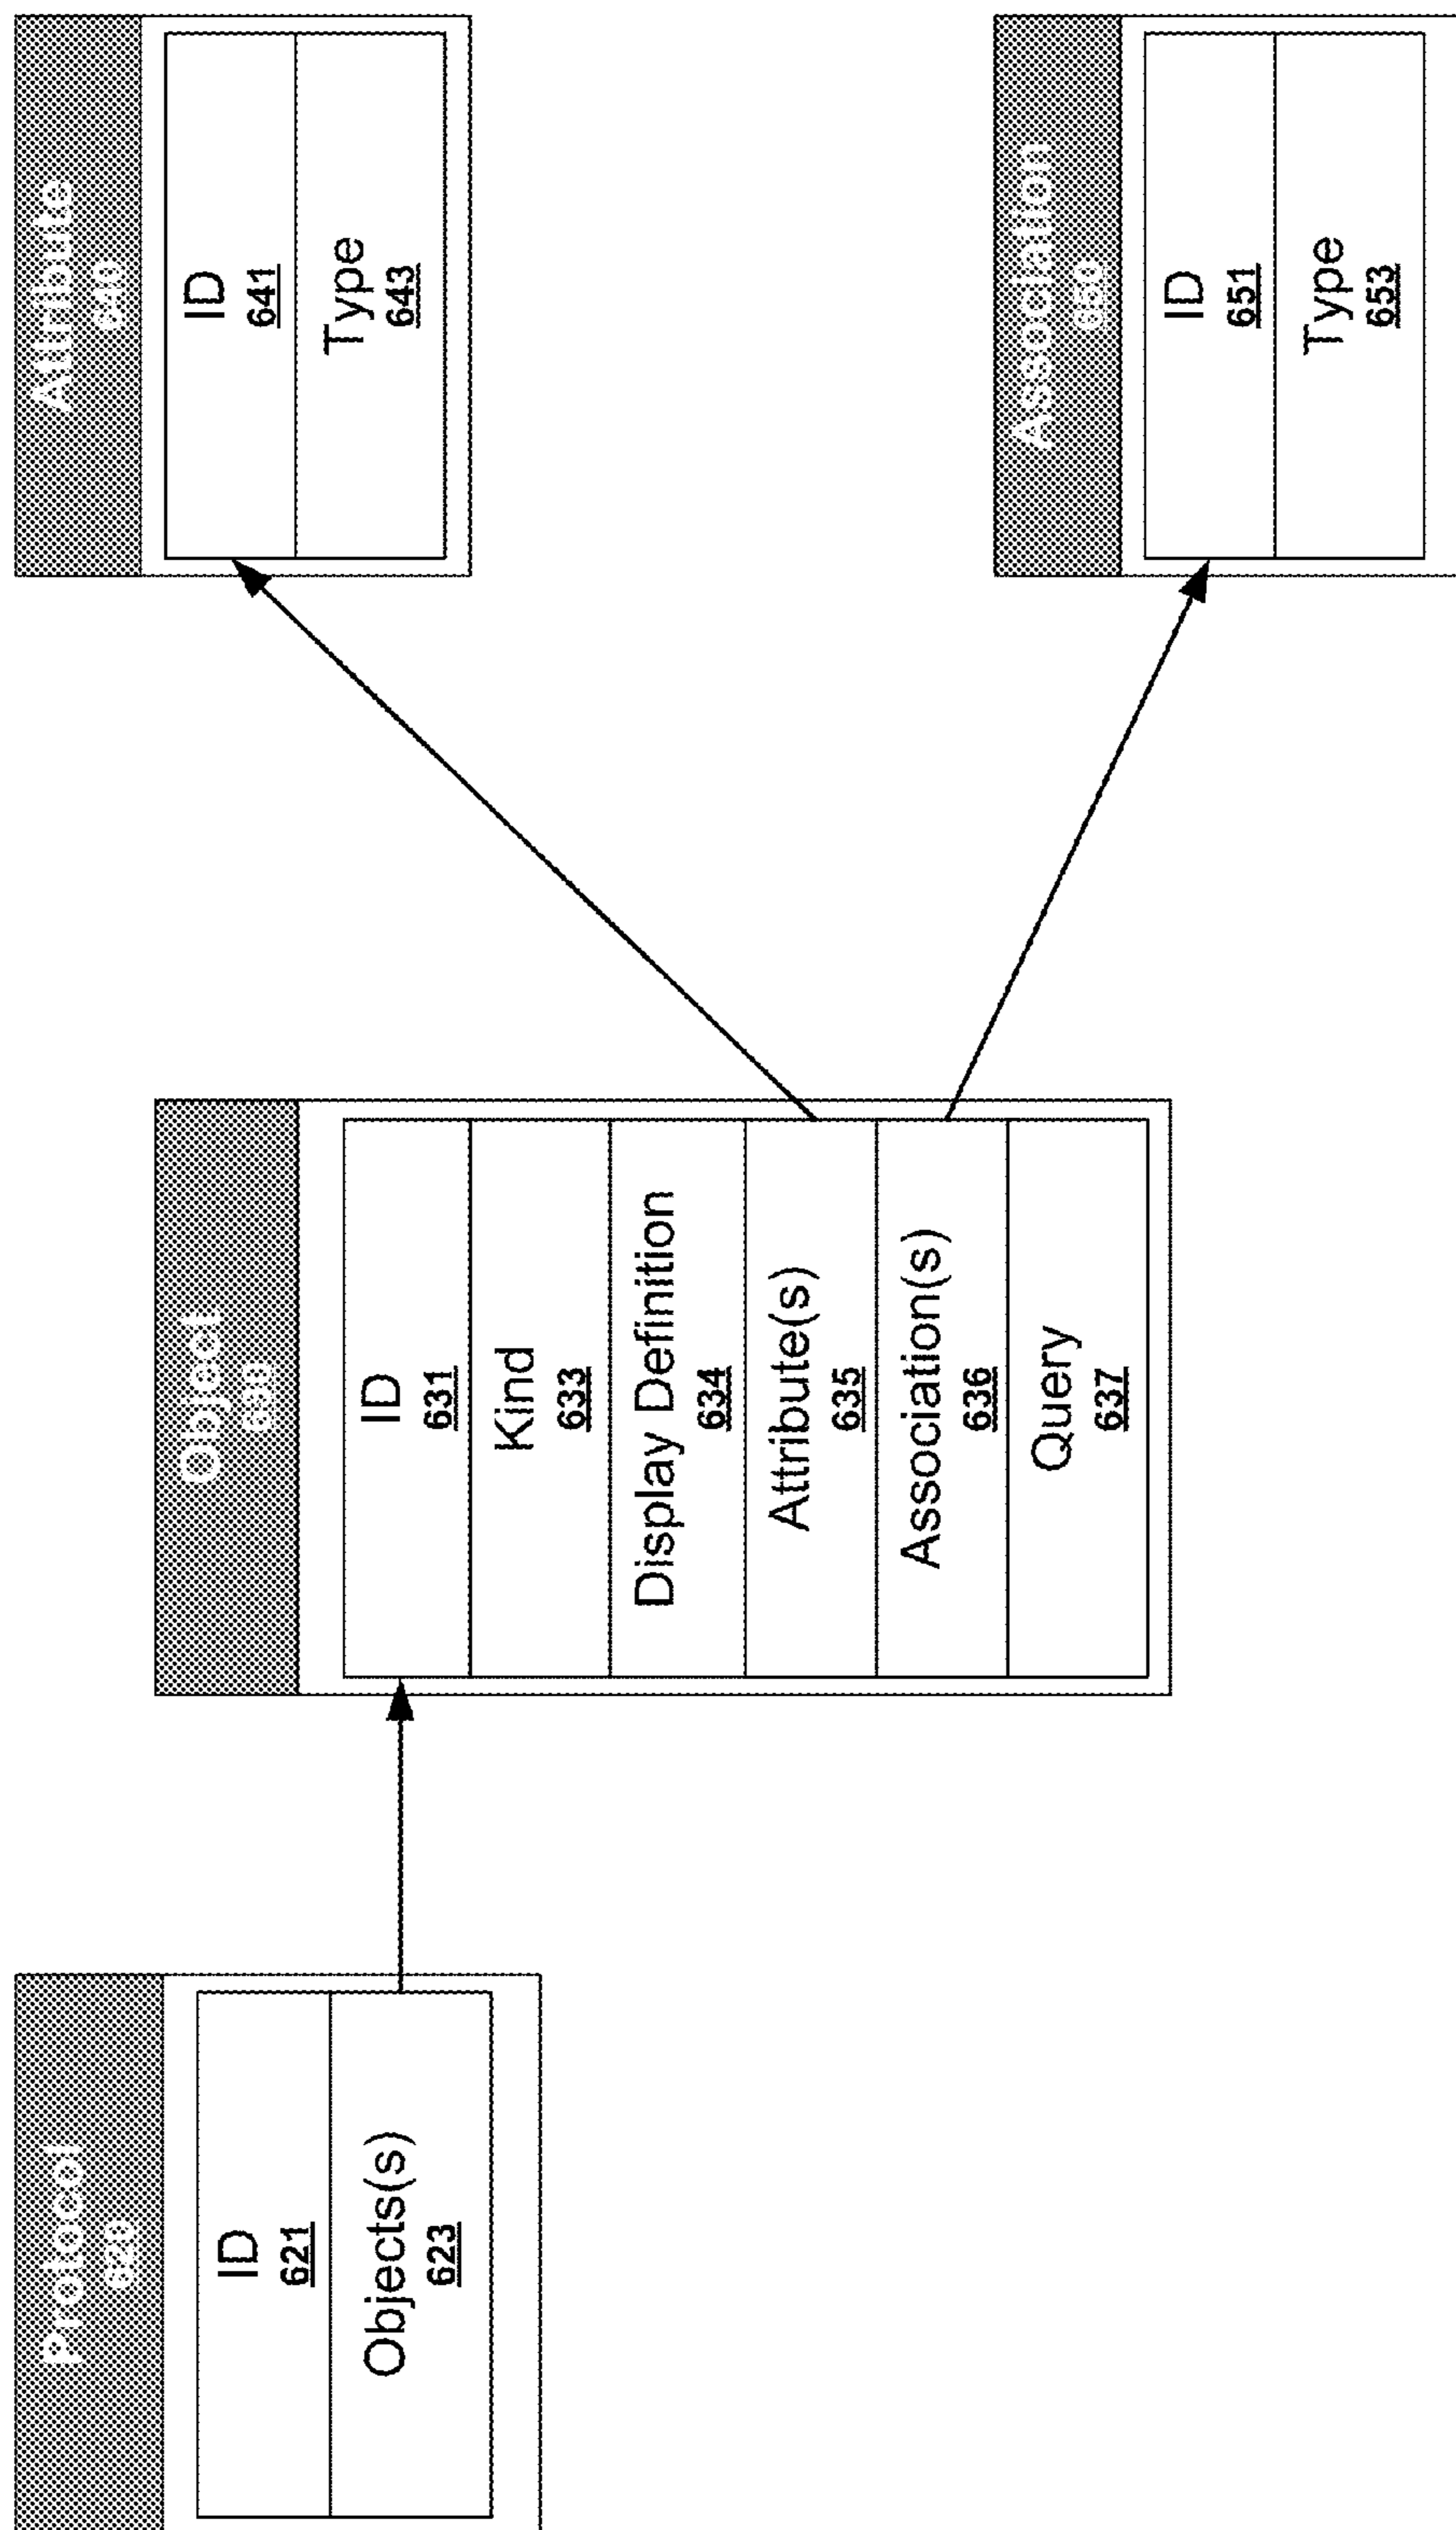 Protocol
620
ID
621
Objects(s)
623
Object
630
ID
631
Kind
633
Display Definition
634
Attribute(s)
635
Association(s)
636
Query
637
Attribute
640
ID
641
Type
643
Association
650
ID
651
Type
653